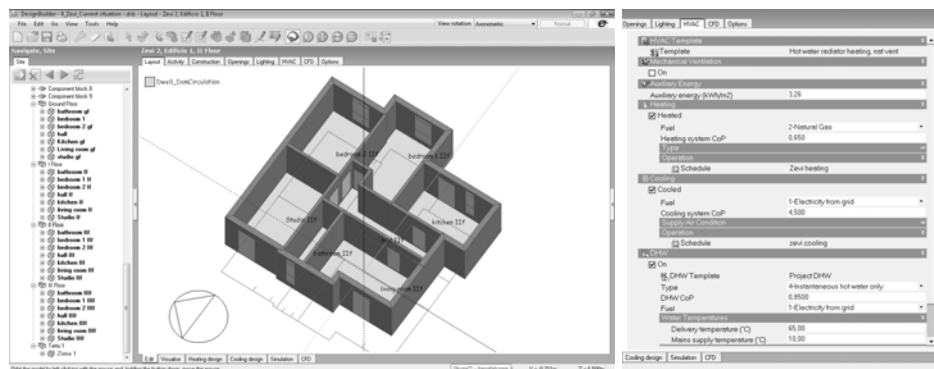 DesignBuilder - II_Zevi_Current situation - .dsb - Layout - Zevi 2, Edificio 1, II Floor
File Edit Go View Tools Help
View rotation Axonometric Normal
Navigate, Site
Zevi 2, Edificio 1, II Floor
Site
Layout Activity Construction Openings Lighting HVAC CFD Options
Dwell_DomCirculation
Component block 8
Component block 9
Ground Floor
bathroom gf
bedroom 1
bedroom 2 gf
hall
Kitchen gf
Living room gf
studio gf
I Floor
bathroom If
bedroom 1 If
bedroom 2 If
hall If
kitchen If
living room If
Studio If
II Floor
bathroom IIf
bedroom 1 IIf
bedroom 2 IIf
hall IIf
kitchen IIf
living room IIf
Studio IIf
III Floor
bathroom IIIf
bedroom 1 IIIf
bedroom 2 IIIf
hall IIIf
kitchen IIIf
living room IIIf
Studio IIIf
Tetto 1
Zona 1
bedroom 2 IIf
bedroom1 IIf
Studio IIf
kitchen IIf
bathroom IIf
living room IIf
Edit Visualise Heating design Cooling design Simulation CFD
Openings Lighting HVAC CFD Options
HVAC Template
Template Hot water radiator heating, nat vent
Mechanical Ventilation
On
Auxiliary Energy
Auxiliary energy (kWh/m2) 3,26
Heating
Heated
Fuel 2-Natural Gas
Heating system CoP 0,650
Type
Operation
Schedule Zevi heating
Cooling
Cooled
Fuel 1-Electricity from grid
Cooling system CoP 4,500
Supply Air Condition
Operation
Schedule zevi cooling
DHW
On
DHW Template Project DHW
Type 4-Instantaneous hot water only
DHW CoP 0,8500
Fuel 1-Electricity from grid
Water Temperatures
Delivery temperature (°C) 65,00
Mains supply temperature (°C) 10,00
Cooling design Simulation CFD